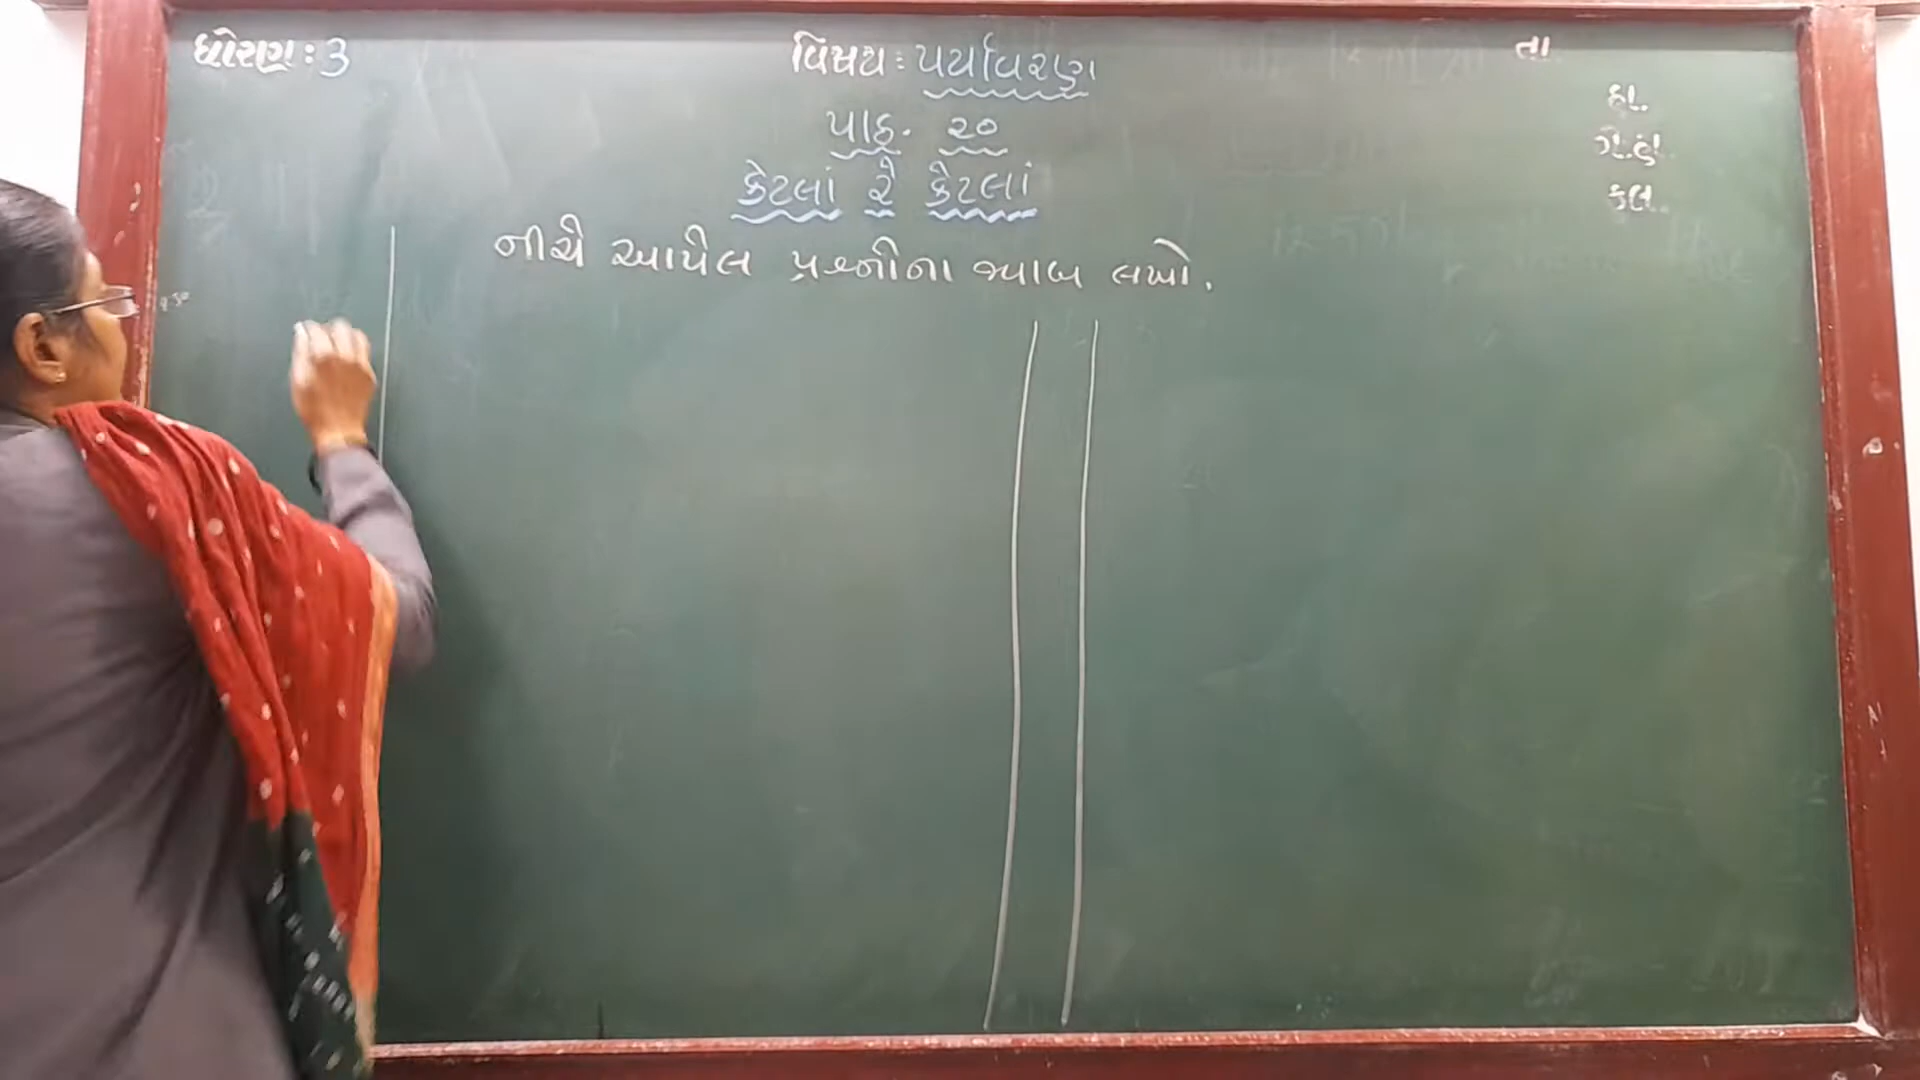 ધોરણ : 3
વિષય : પર્યાવરણ
તા.
પાઠ. ૨૦
કેટલાં રે કેટલાં
નીચે આપેલ પ્રશ્નોના જવાબ લખો.
હા.
ગે.હા.
કુલ.